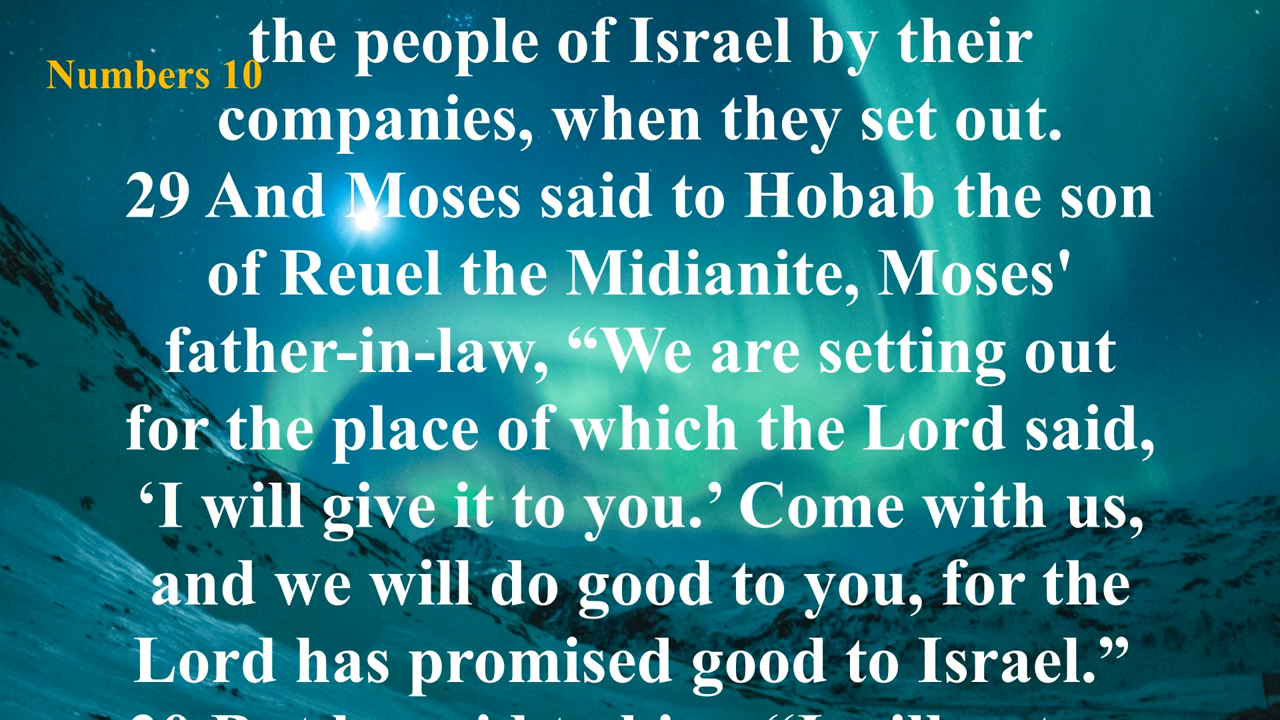 the people of Israel by their
Numbers 10
companies, when they set out.
29 And Moses said to Hobab the son
of Reuel the Midianite, Moses'
father-in-law, “We are setting out
for the place of which the Lord said,
‘I will give it to you.’ Come with us,
and we will do good to you, for the
Lord has promised good to Israel.”